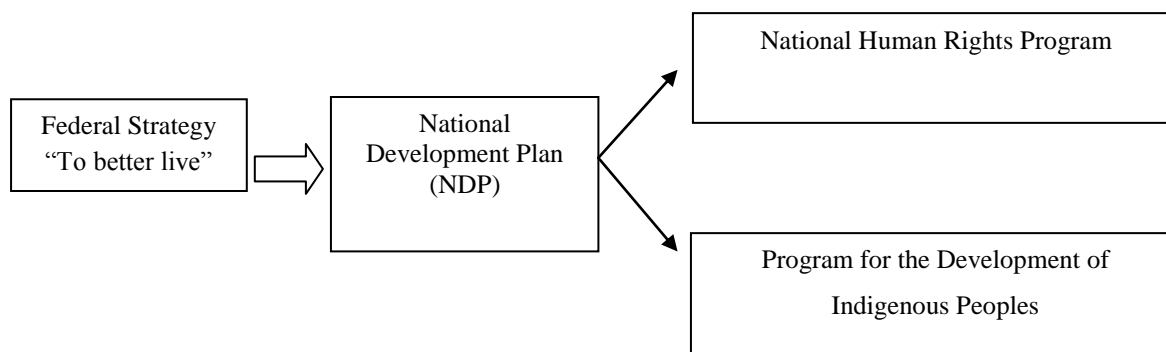 National Human Rights Program
Federal Strategy
“To better live”
National
Development Plan
(NDP)
Program for the Development of
Indigenous Peoples